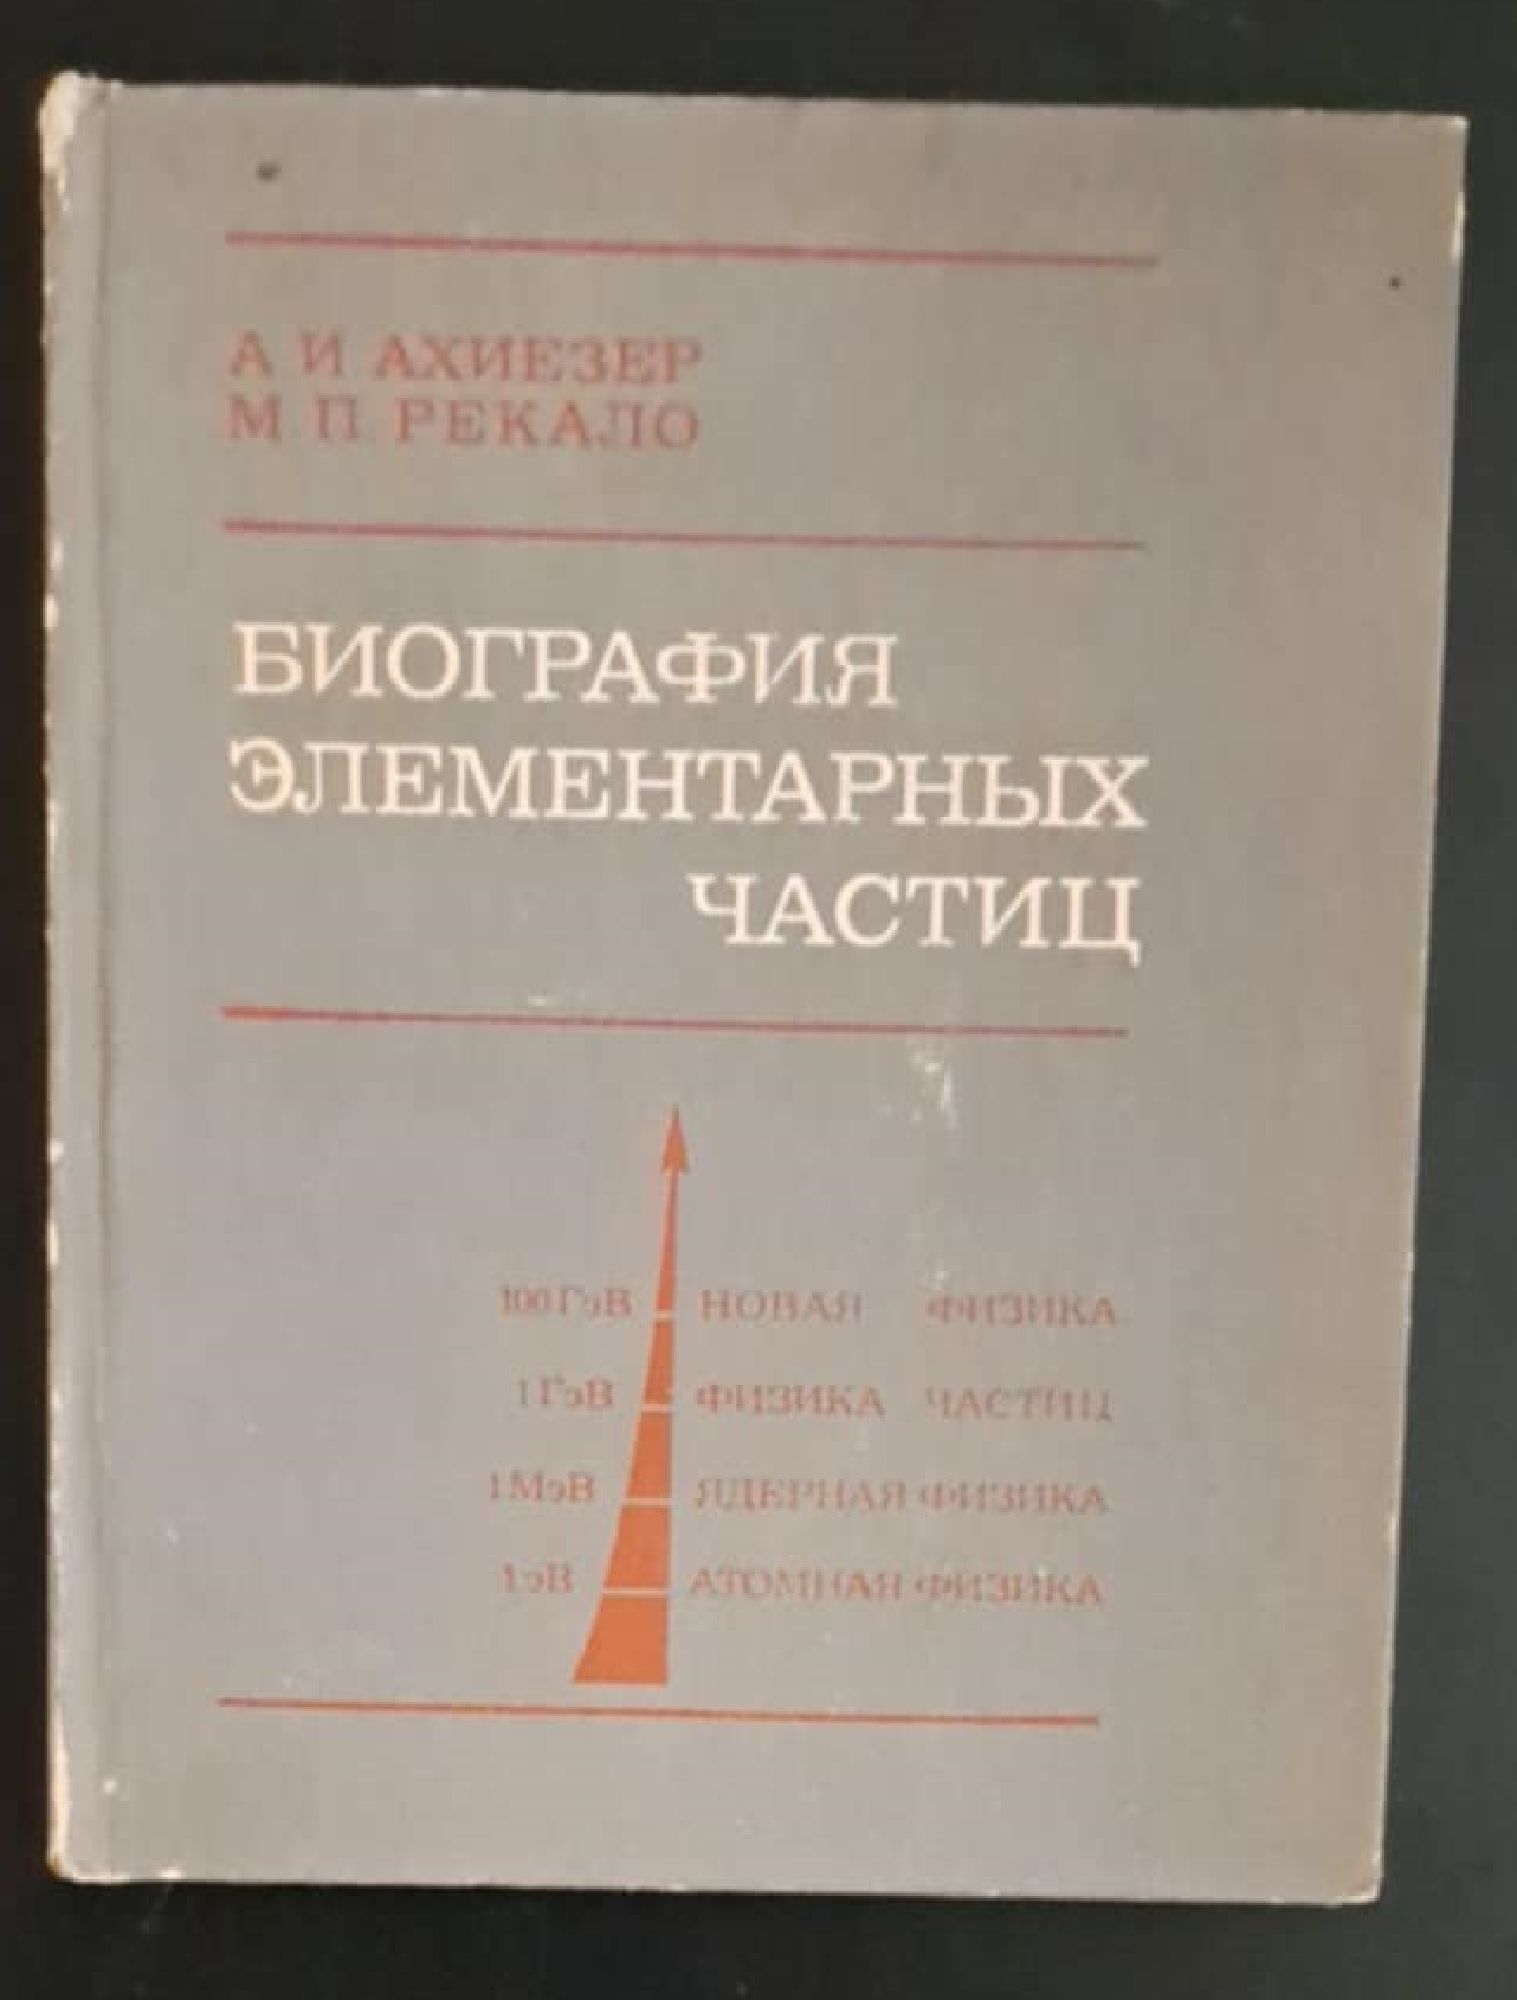 А И АХИЕЗЕР
М П РЕКАЛО
БИОГРАФИЯ
ЭЛЕМЕНТАРНЫХ
ЧАСТИЦ
100 ГэВ НОВАЯ ФИЗИКА
1 ГэВ ФИЗИКА ЧАСТИЦ
1 МэВ ЯДЕРНАЯ ФИЗИКА
1 эВ АТОМНАЯ ФИЗИКА